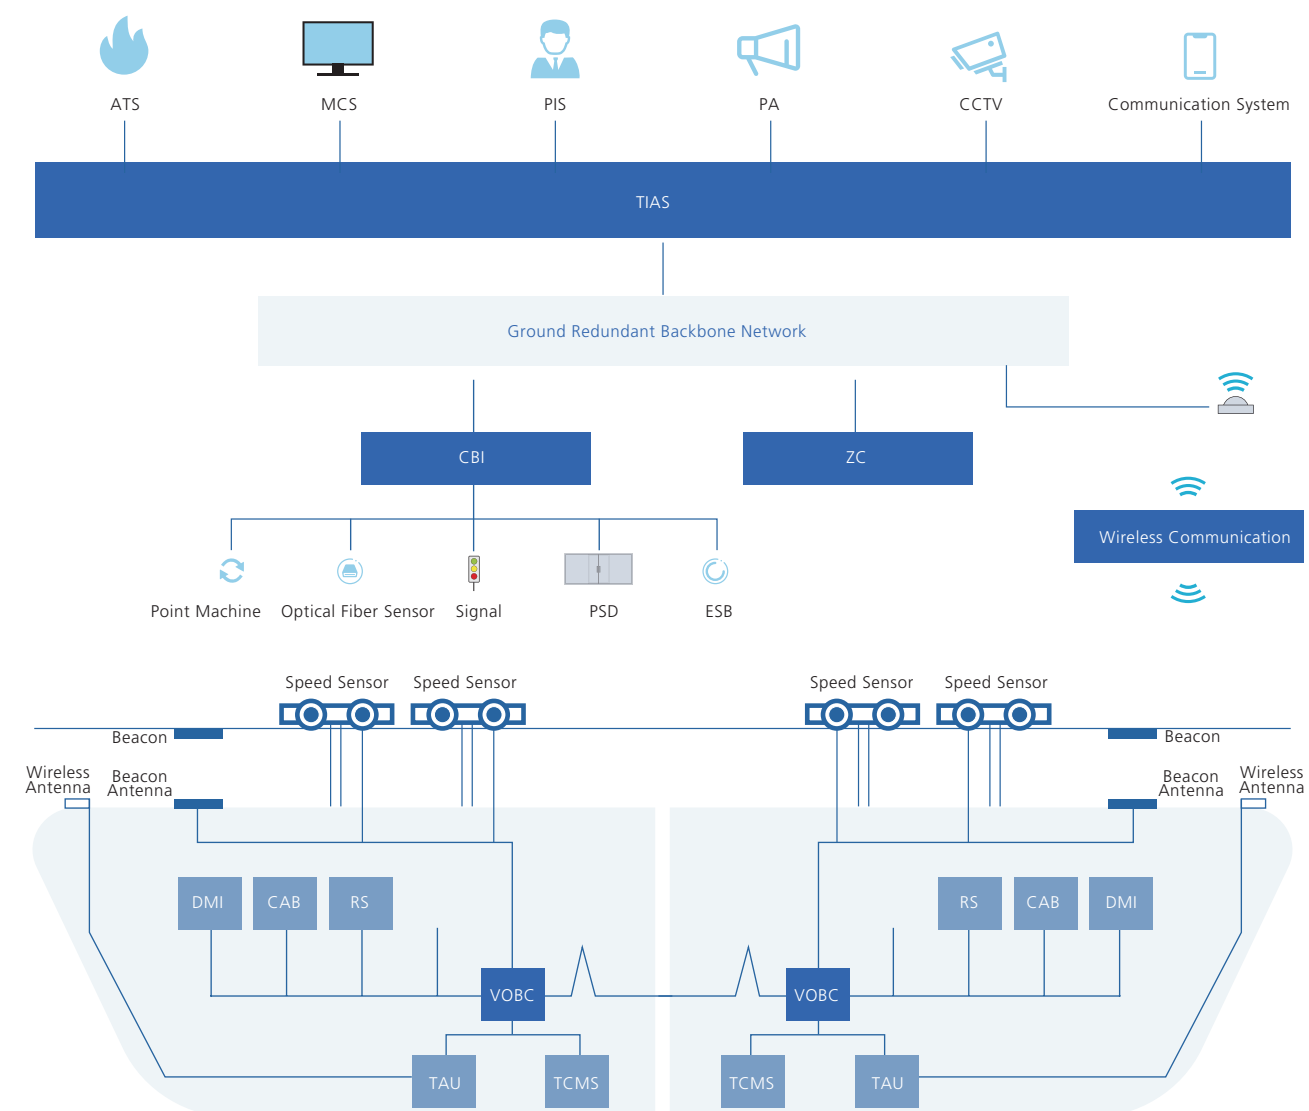 ATS
MCS
PIS
PA
CCTV
Communication System
TIAS
Ground Redundant Backbone Network
CBI
ZC
Wireless Communication
Point Machine
Optical Fiber Sensor
Signal
PSD
ESB
Speed Sensor
Speed Sensor
Speed Sensor
Speed Sensor
Beacon
Beacon
Wireless
Antenna
Beacon
Antenna
Beacon
Antenna
Wireless
Antenna
DMI
CAB
RS
RS
CAB
DMI
VOBC
VOBC
TAU
TCMS
TCMS
TAU